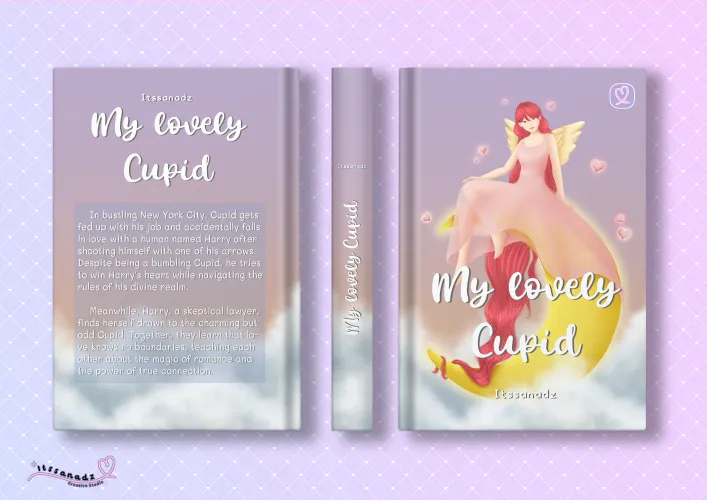 Itssanadz
My lovely
Cupid
In bustling New York City, Cupid gets
fed up with his job and accidentally falls
in love with a human named Harry after
shooting himself with one of his arrows.
Despite being a bumbling Cupid, he tries
to win Harry's heart while navigating the
rules of his divine realm.
Meanwhile, Harry, a skeptical lawyer,
finds herself drawn to the charming but
odd Cupid. Together, they learn that lo-
ve knows no boundaries, teaching each
other about the magic of romance and
the power of true connection.
Itssanadz
My lovely Cupid
My lovely
Cupid
Itssanadz
Itssanadz
Creative Studio